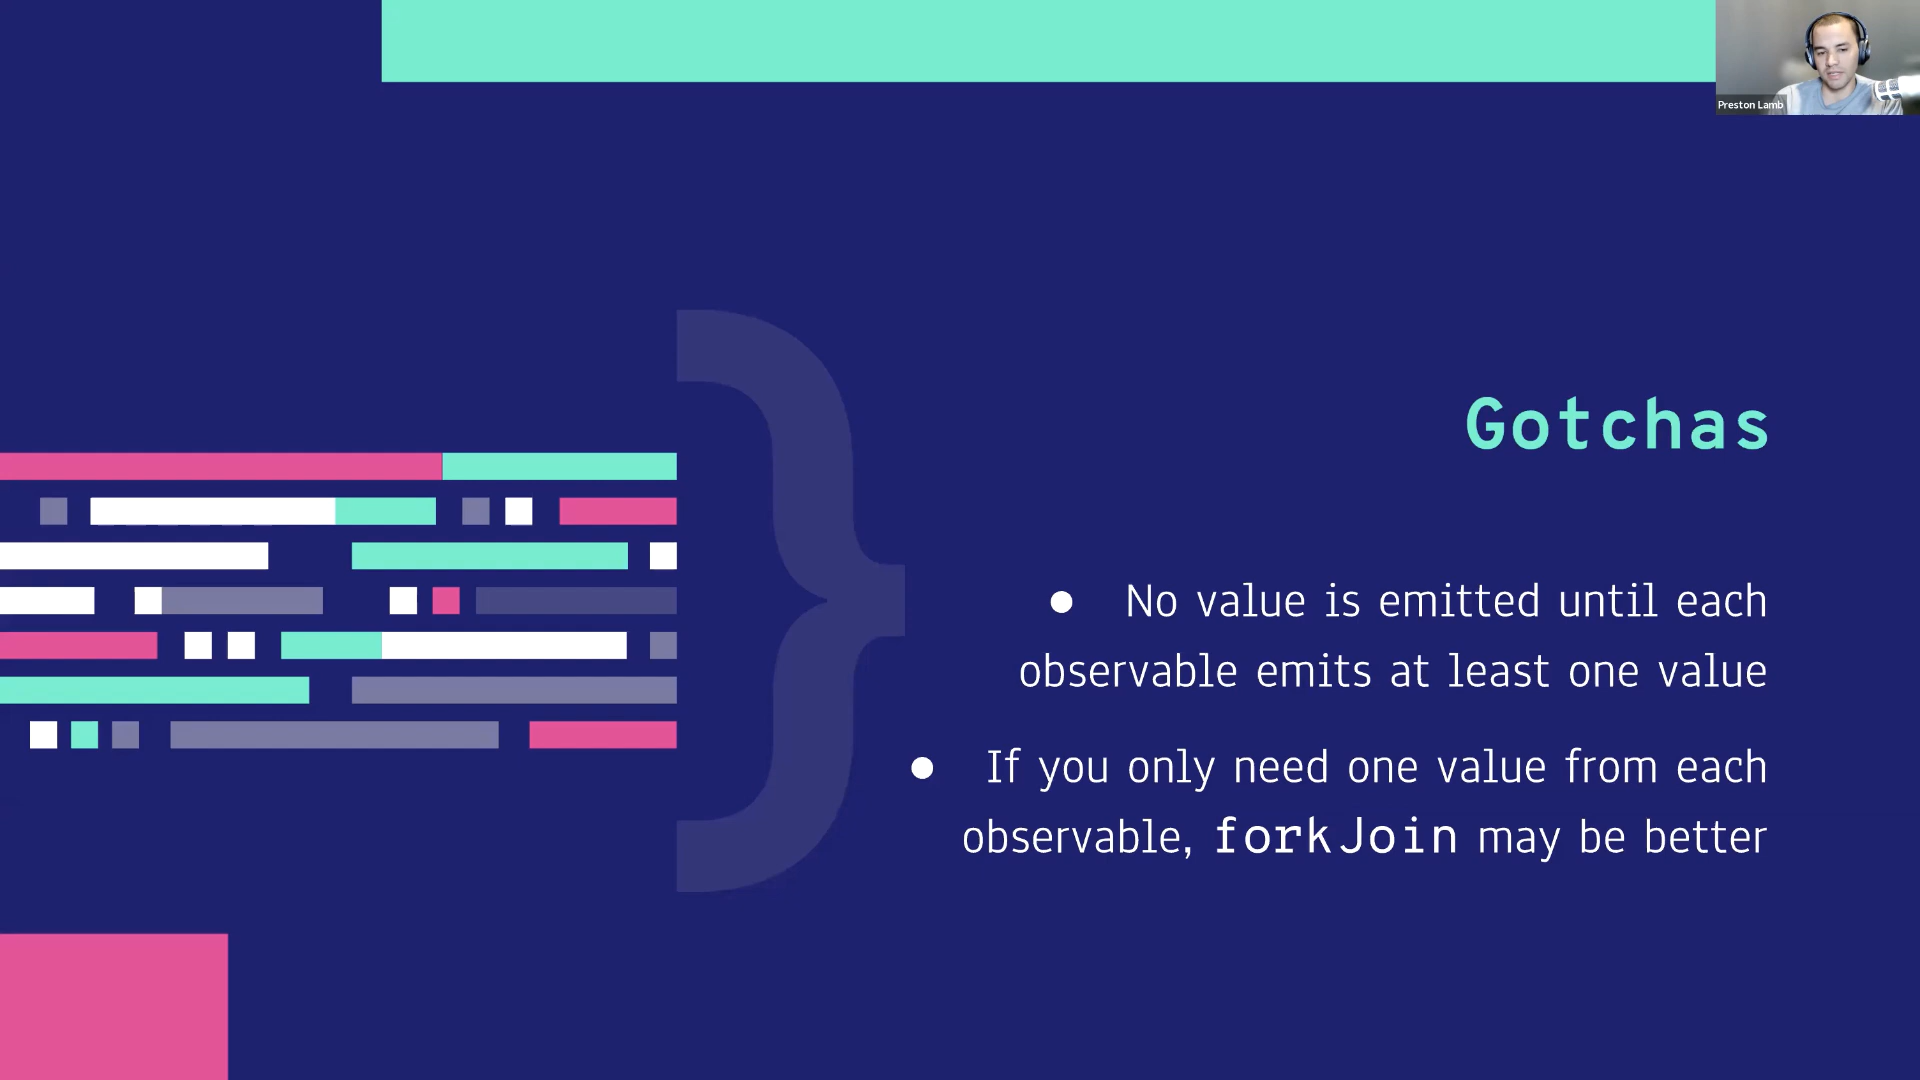 Preston Lamb
Gotchas
● No value is emitted until each
observable emits at least one value
● If you only need one value from each
observable, forkJoin may be better